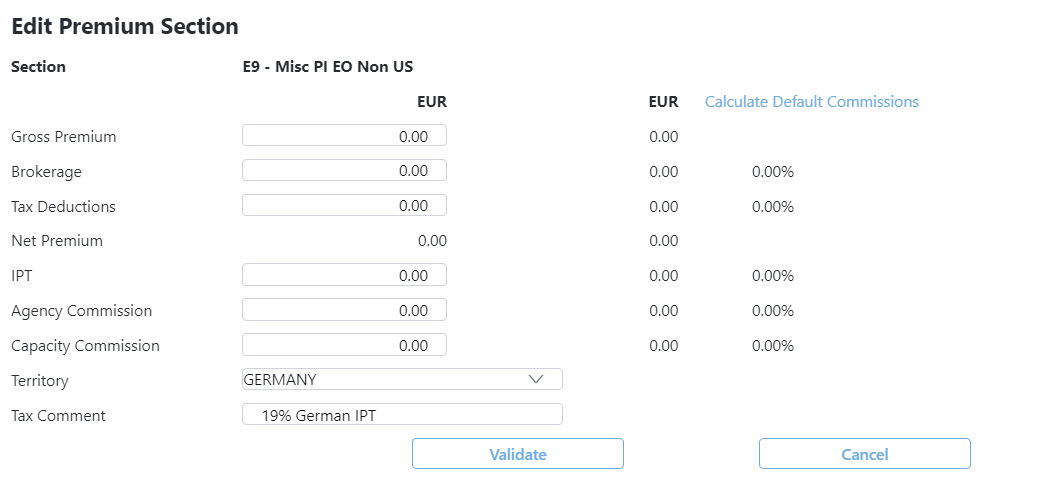 Edit Premium Section
Section E9 - Misc PI EO Non US
EUR EUR Calculate Default Commissions
Gross Premium 0.00 0.00
Brokerage 0.00 0.00 0.00%
Tax Deductions 0.00 0.00 0.00%
Net Premium 0.00 0.00
IPT 0.00 0.00 0.00%
Agency Commission 0.00 0.00 0.00%
Capacity Commission 0.00 0.00 0.00%
Territory GERMANY
Tax Comment 19% German IPT
Validate Cancel